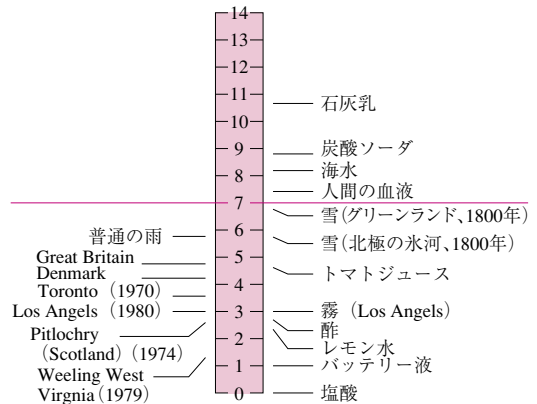 14
13
12
11
10
9
8
7
6
5
4
3
2
1
0
石灰乳
炭酸ソーダ
海水
人間の血液
雪(グリーンランド、1800年)
雪(北極の氷河、1800年)
トマトジュース
霧 (Los Angels)
酢
レモン水
バッテリー液
塩酸
普通の雨
Great Britain
Denmark
Toronto (1970)
Los Angels (1980)
Pitlochry
(Scotland) (1974)
Weeling West
Virgnia (1979)